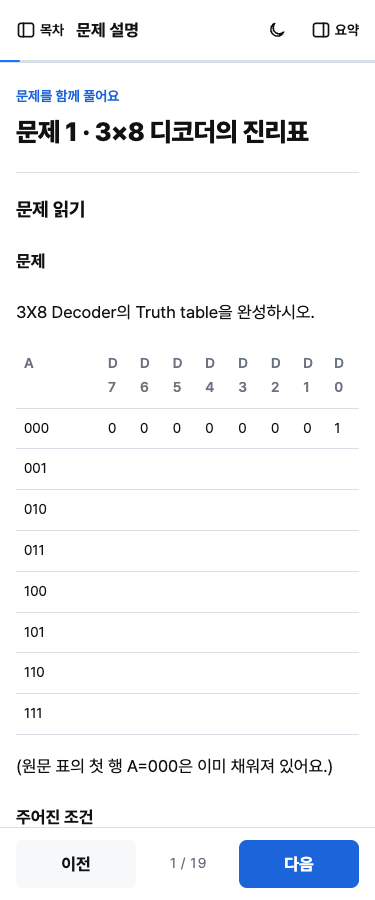 목차 문제 설명 요약
문제를 함께 풀어요
문제 1 · 3×8 디코더의 진리표
문제 읽기
문제
3X8 Decoder의 Truth table을 완성하시오.
A D7 D6 D5 D4 D3 D2 D1 D0
000 0 0 0 0 0 0 0 1
001
010
011
100
101
110
111
(원문 표의 첫 행 A=000은 이미 채워져 있어요.)
주어진 조건
이전 1 / 19 다음